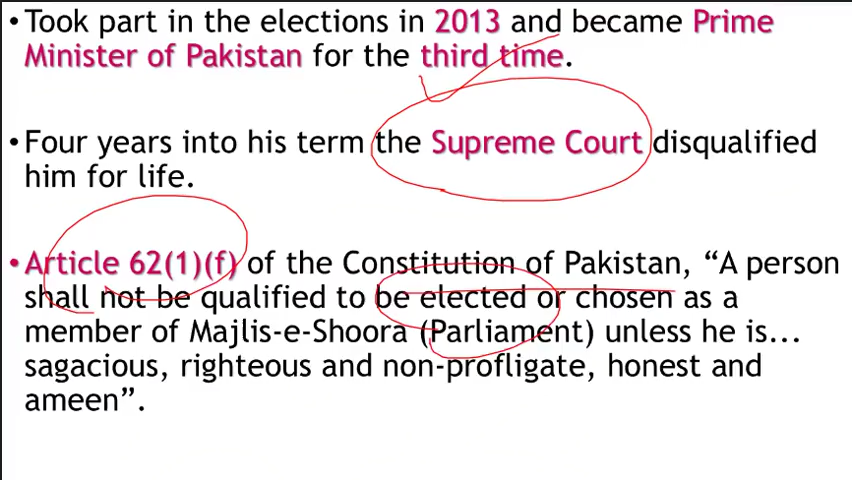 •Took part in the elections in 2013 and became Prime
Minister of Pakistan for the third time.
•Four years into his term the Supreme Court disqualified
him for life.
•Article 62(1)(f) of the Constitution of Pakistan, “A person
shall not be qualified to be elected or chosen as a
member of Majlis-e-Shoora (Parliament) unless he is...
sagacious, righteous and non-profligate, honest and
ameen”.